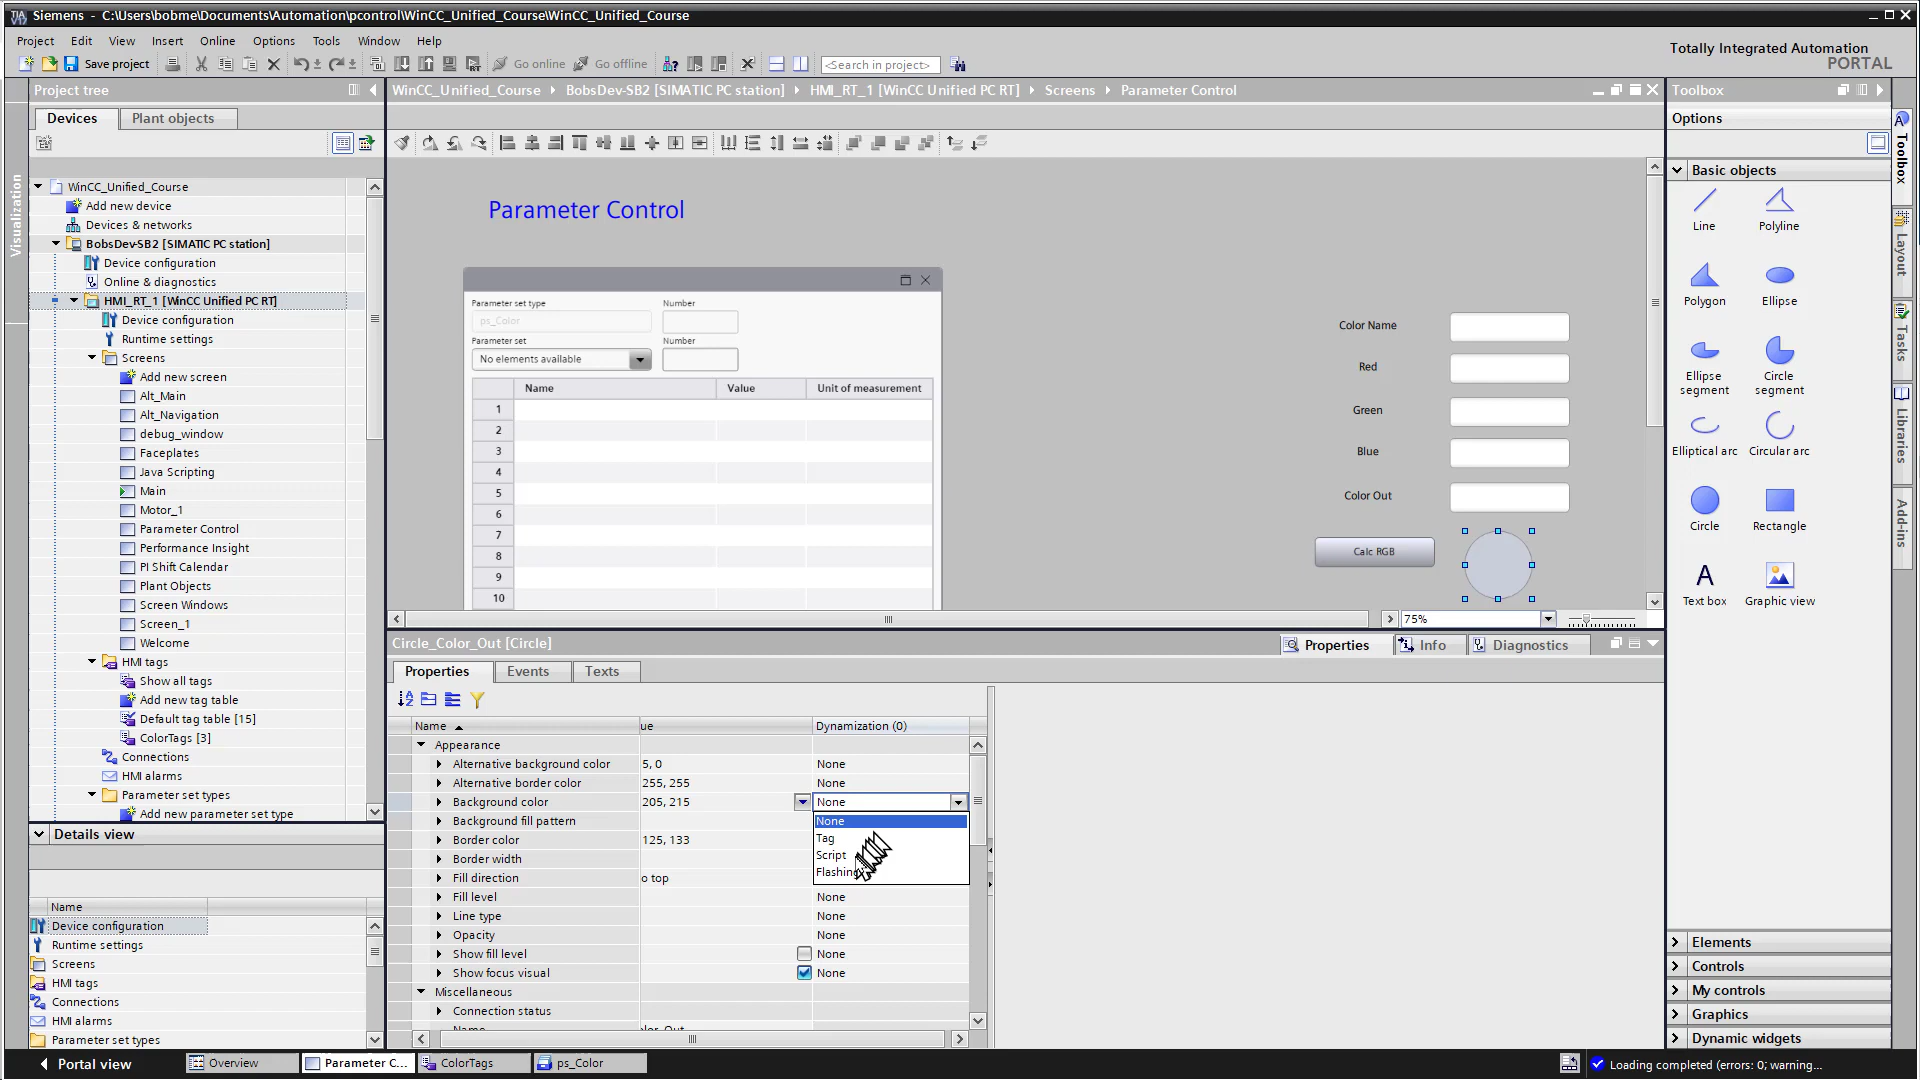 Siemens - C:\Users\bobme\Documents\Automation\pcontrol\WinCC_Unified_Course\WinCC_Unified_Course
Project Edit View Insert Online Options Tools Window Help
Totally Integrated Automation
PORTAL
Save project
Go online
Go offline
<Search in project>
Project tree
WinCC_Unified_Course
BobsDev-SB2 [SIMATIC PC station]
HMI_RT_1 [WinCC Unified PC RT]
Screens
Parameter Control
Toolbox
Devices
Plant objects
Options
Visualization
WinCC_Unified_Course
Add new device
Devices & networks
BobsDev-SB2 [SIMATIC PC station]
Device configuration
Online & diagnostics
HMI_RT_1 [WinCC Unified PC RT]
Device configuration
Runtime settings
Screens
Add new screen
Alt_Main
Alt_Navigation
debug_window
Faceplates
Java Scripting
Main
Motor_1
Parameter Control
Performance Insight
PI Shift Calendar
Plant Objects
Screen Windows
Screen_1
Welcome
HMI tags
Show all tags
Add new tag table
Default tag table [15]
ColorTags [3]
Connections
HMI alarms
Parameter set types
Add new parameter set type
Details view
Name
Device configuration
Runtime settings
Screens
HMI tags
Connections
HMI alarms
Parameter set types
Parameter Control
Parameter set type
Number
ps_Color
Parameter set
Number
No elements available
Name Value Unit of measurement
1
2
3
4
5
6
7
8
9
10
Color Name
Red
Green
Blue
Color Out
Calc RGB
75%
Circle_Color_Out [Circle]
Properties
Info
Diagnostics
Properties
Events
Texts
Name ue Dynamization (0)
Appearance
Alternative background color 5, 0 None
Alternative border color 255, 255 None
Background color 205, 215 None
Background fill pattern
Border color 125, 133
Border width
Fill direction o top
Fill level None
Line type None
Opacity None
Show fill level None
Show focus visual None
Miscellaneous
Connection status
None
Tag
Script
Flashing
Basic objects
Line
Polyline
Polygon
Ellipse
Ellipse segment
Circle segment
Elliptical arc
Circular arc
Circle
Rectangle
A
Text box
Graphic view
Elements
Controls
My controls
Graphics
Dynamic widgets
Toolbox
Layout
Tasks
Libraries
Add-ins
Portal view
Overview
Parameter C...
ColorTags
ps_Color
Loading completed (errors: 0; warning...